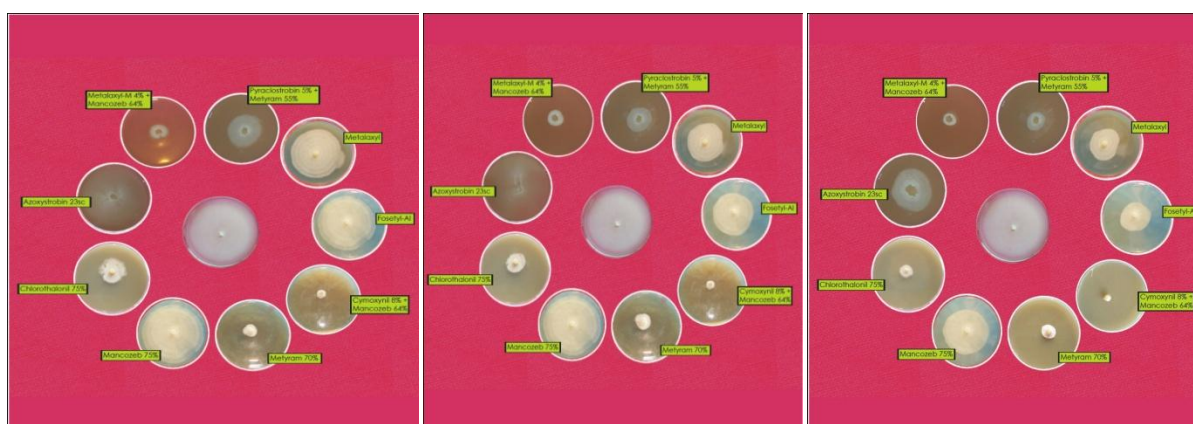 Metalaxyl-M 4% +
Mancozeb 64%
Pyraclostrobin 5% +
Metyram 55%
Metalaxyl
Azoxystrobin 23sc
Fosetyl-Al
Chlorothalonil 75%
Cymoxynil 8% +
Mancozeb 64%
Mancozeb 75%
Metyram 70%
Metalaxyl-M 4% +
Mancozeb 64%
Pyraclostrobin 5% +
Metyram 55%
Metalaxyl
Azoxystrobin 23sc
Fosetyl-Al
Chlorothalonil 75%
Cymoxynil 8% +
Mancozeb 64%
Mancozeb 75%
Metyram 70%
Metalaxyl-M 4% +
Mancozeb 64%
Pyraclostrobin 5% +
Metyram 55%
Metalaxyl
Azoxystrobin 23sc
Fosetyl-A
Chlorothalonil 75%
Cymoxynil 8% +
Mancozeb 64%
Mancozeb 75%
Metyram 70%